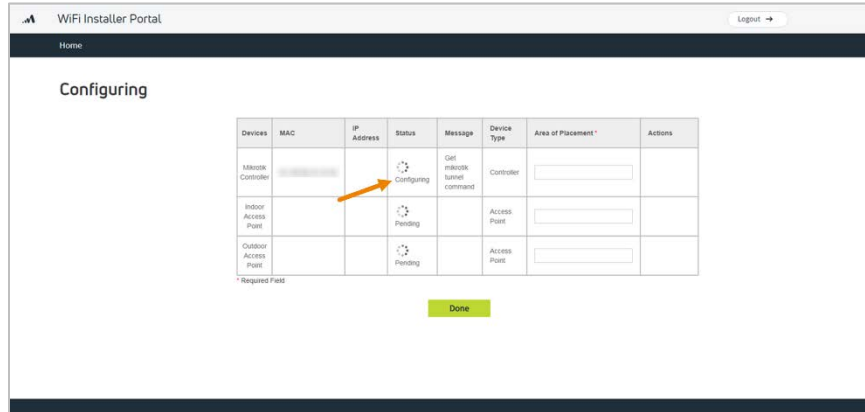 WiFi Installer Portal
Logout →
Home
Configuring
Devices MAC IP Address Status Message Device Type Area of Placement * Actions
Mikrotik Controller Configuring Get mikrotik tunnel command Controller
Indoor Access Point Pending Access Point
Outdoor Access Point Pending Access Point
* Required Field
Done